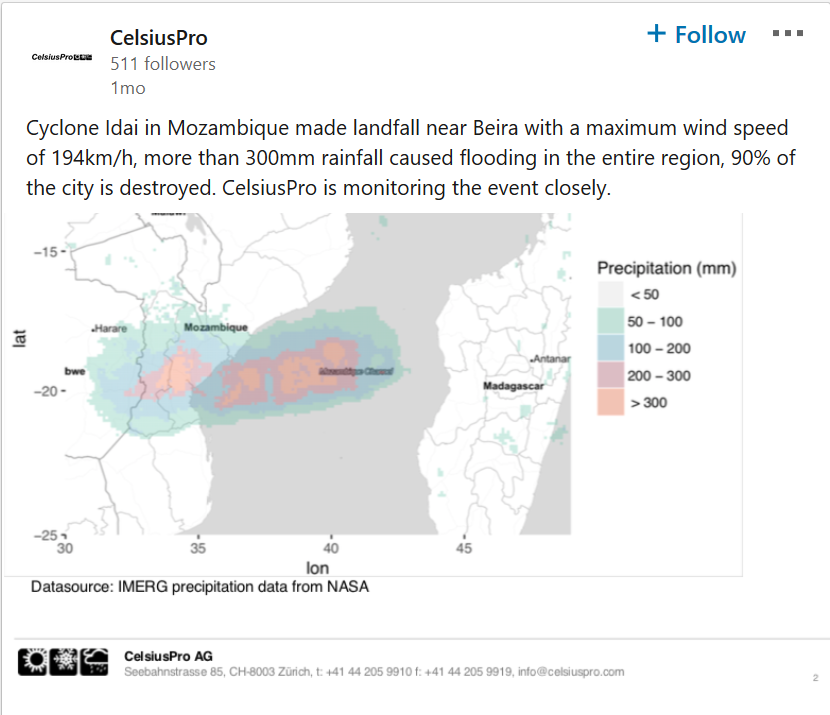 CelsiusPro
CelsiusPro
511 followers
1mo
+ Follow
Cyclone Idai in Mozambique made landfall near Beira with a maximum wind speed
of 194km/h, more than 300mm rainfall caused flooding in the entire region, 90% of
the city is destroyed. CelsiusPro is monitoring the event closely.
−15
Precipitation (mm)
< 50
50 − 100
100 − 200
200 − 300
> 300
lat
Harare
Mozambique
bwe
Mozambique Channel
Antanar
Madagascar
−20
−25
30
35
40
45
lon
Datasource: IMERG precipitation data from NASA
CelsiusPro AG
Seebahnstrasse 85, CH-8003 Zürich, t: +41 44 205 9910 f: +41 44 205 9919, info@celsiuspro.com
2